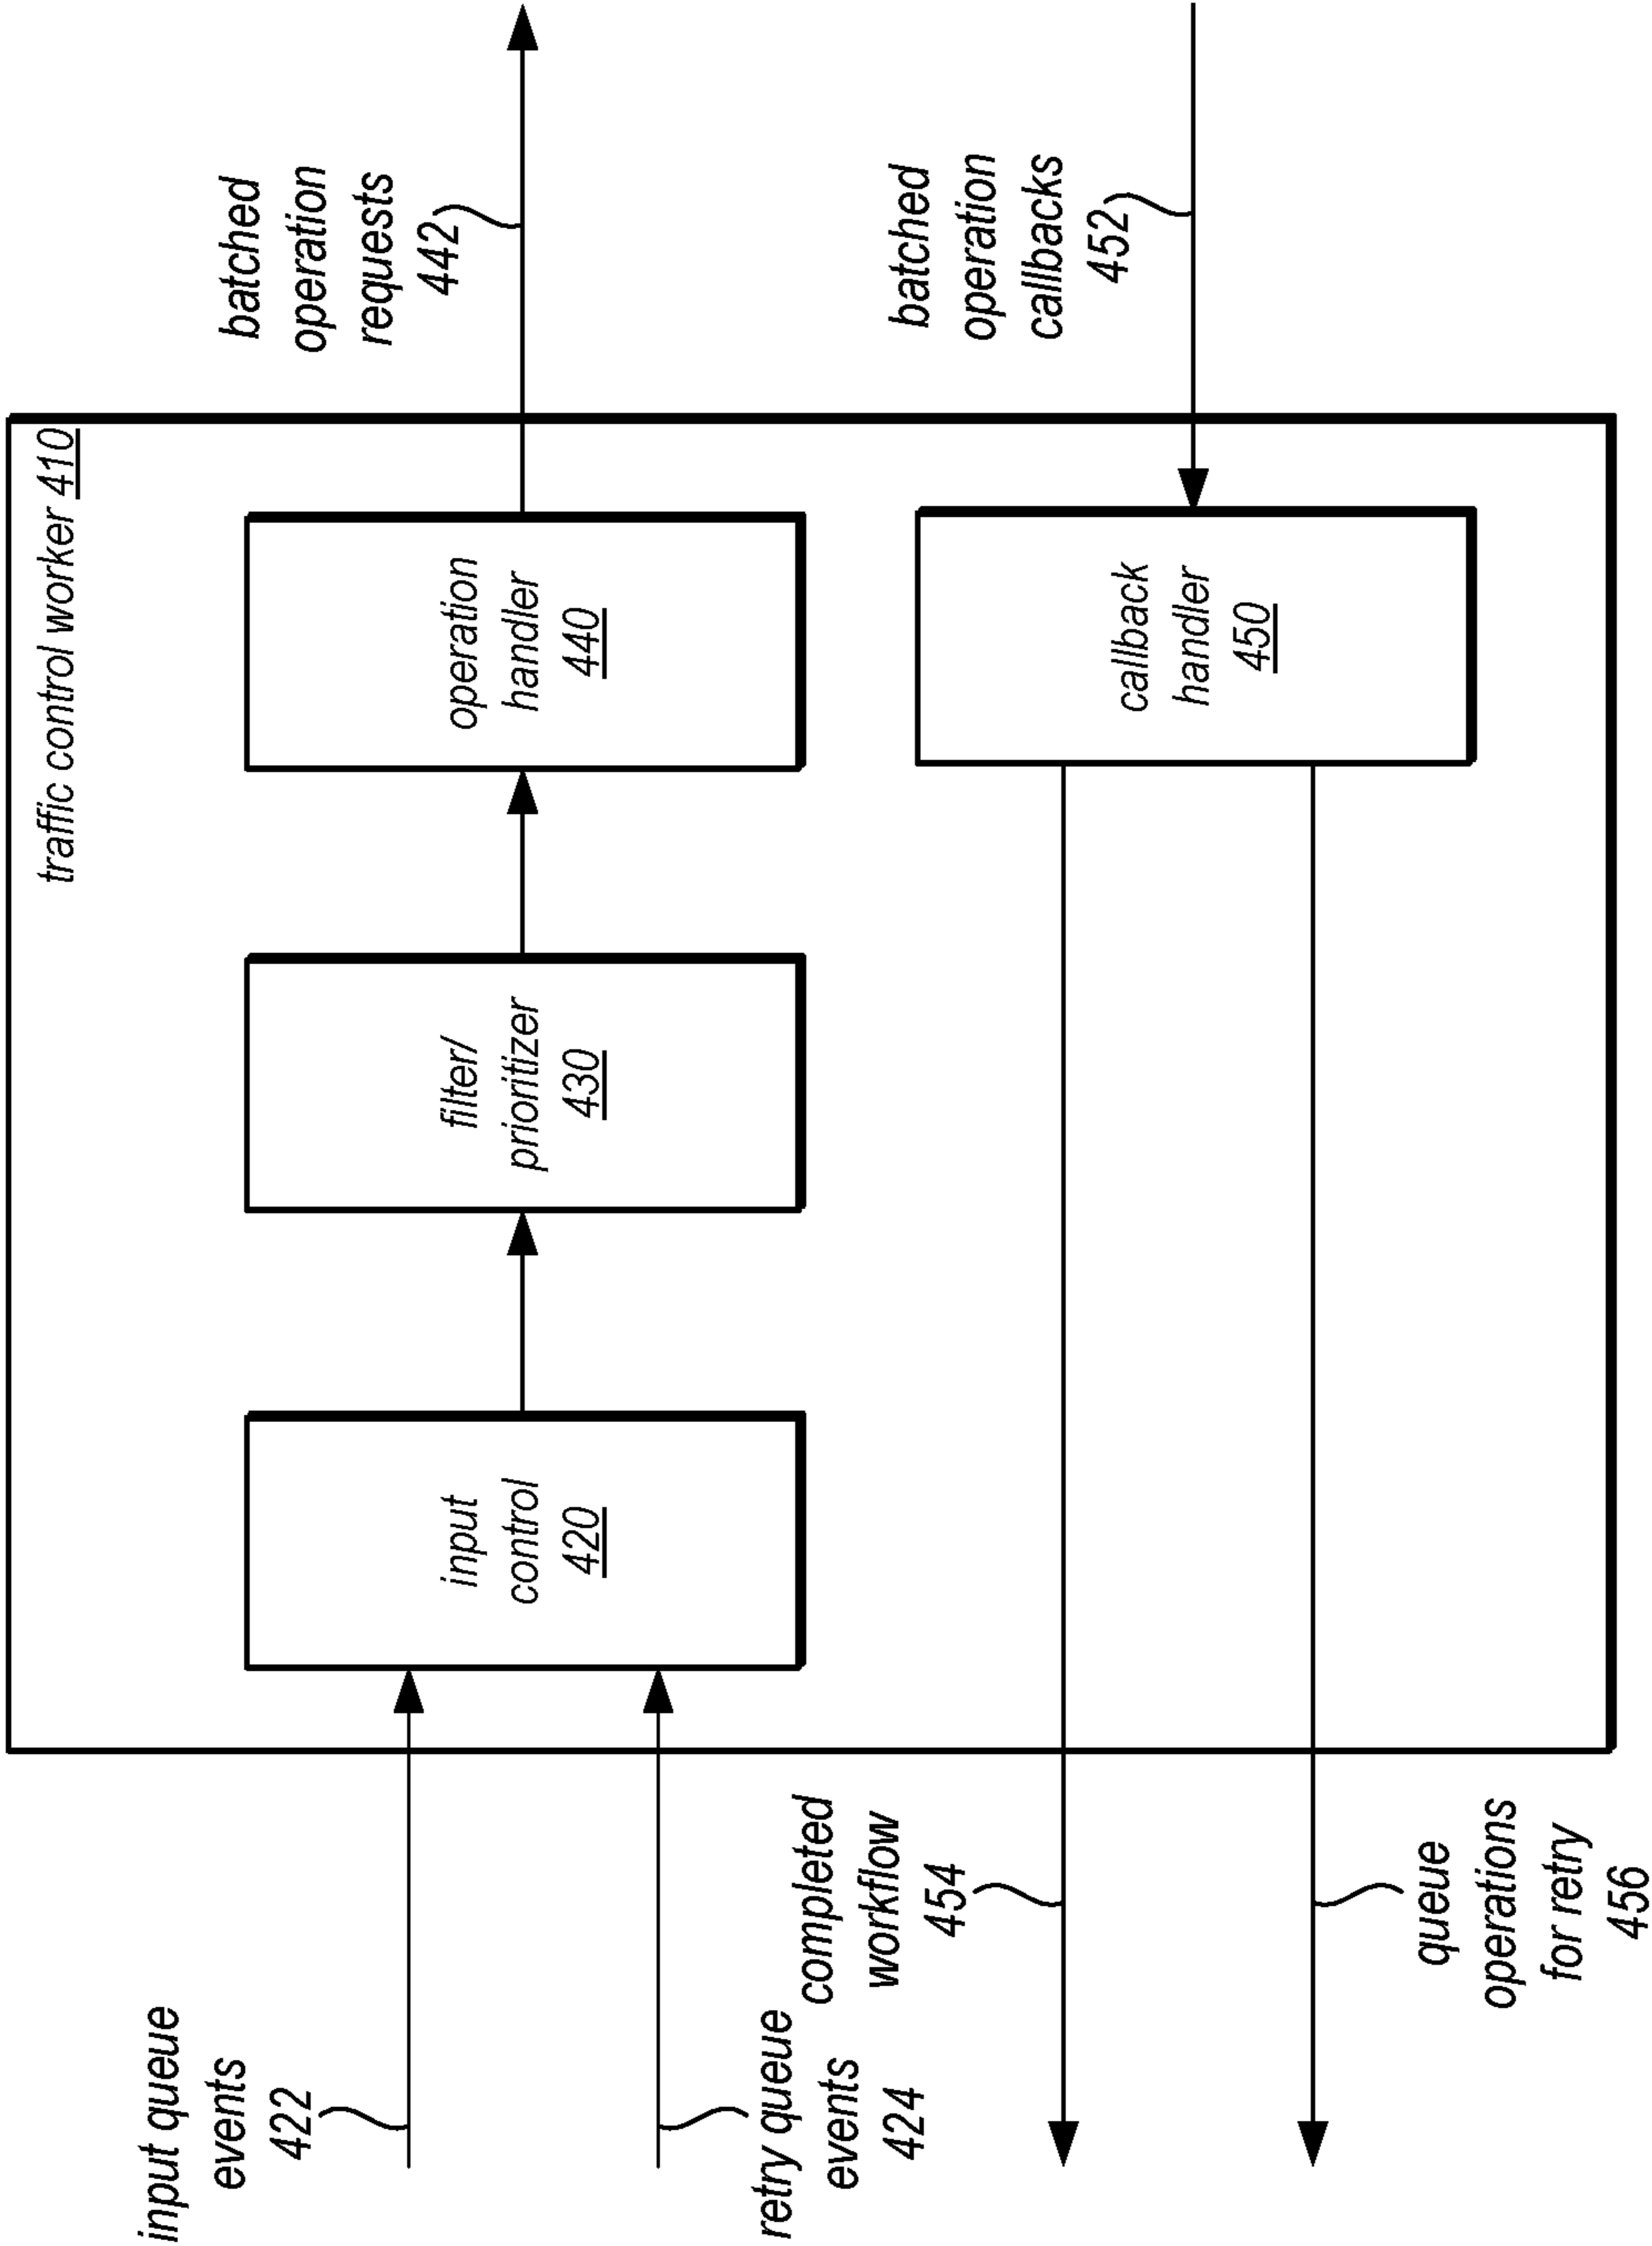 traffic control worker 410
input queue
events
422
retry queue
events
424
input
control
420
filter/
prioritizer
430
operation
handler
440
batched
operation
requests
442
batched
operation
callbacks
452
callback
handler
450
completed
workflow
454
queue
operations
for retry
456